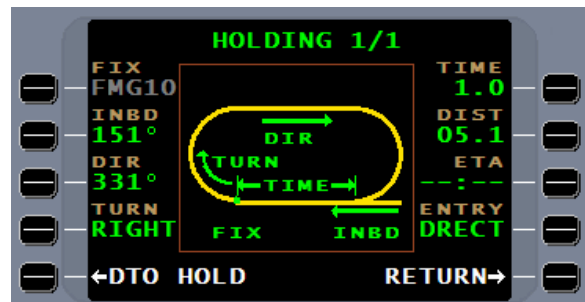 HOLDING 1/1
FIX
FMG10
TIME
1.0
INBD
151°
DIR
DIST
05.1
DIR
331°
TURN
TIME
ETA
--:--
TURN
RIGHT
FIX
INBD
ENTRY
DRECT
←DTO HOLD
RETURN→